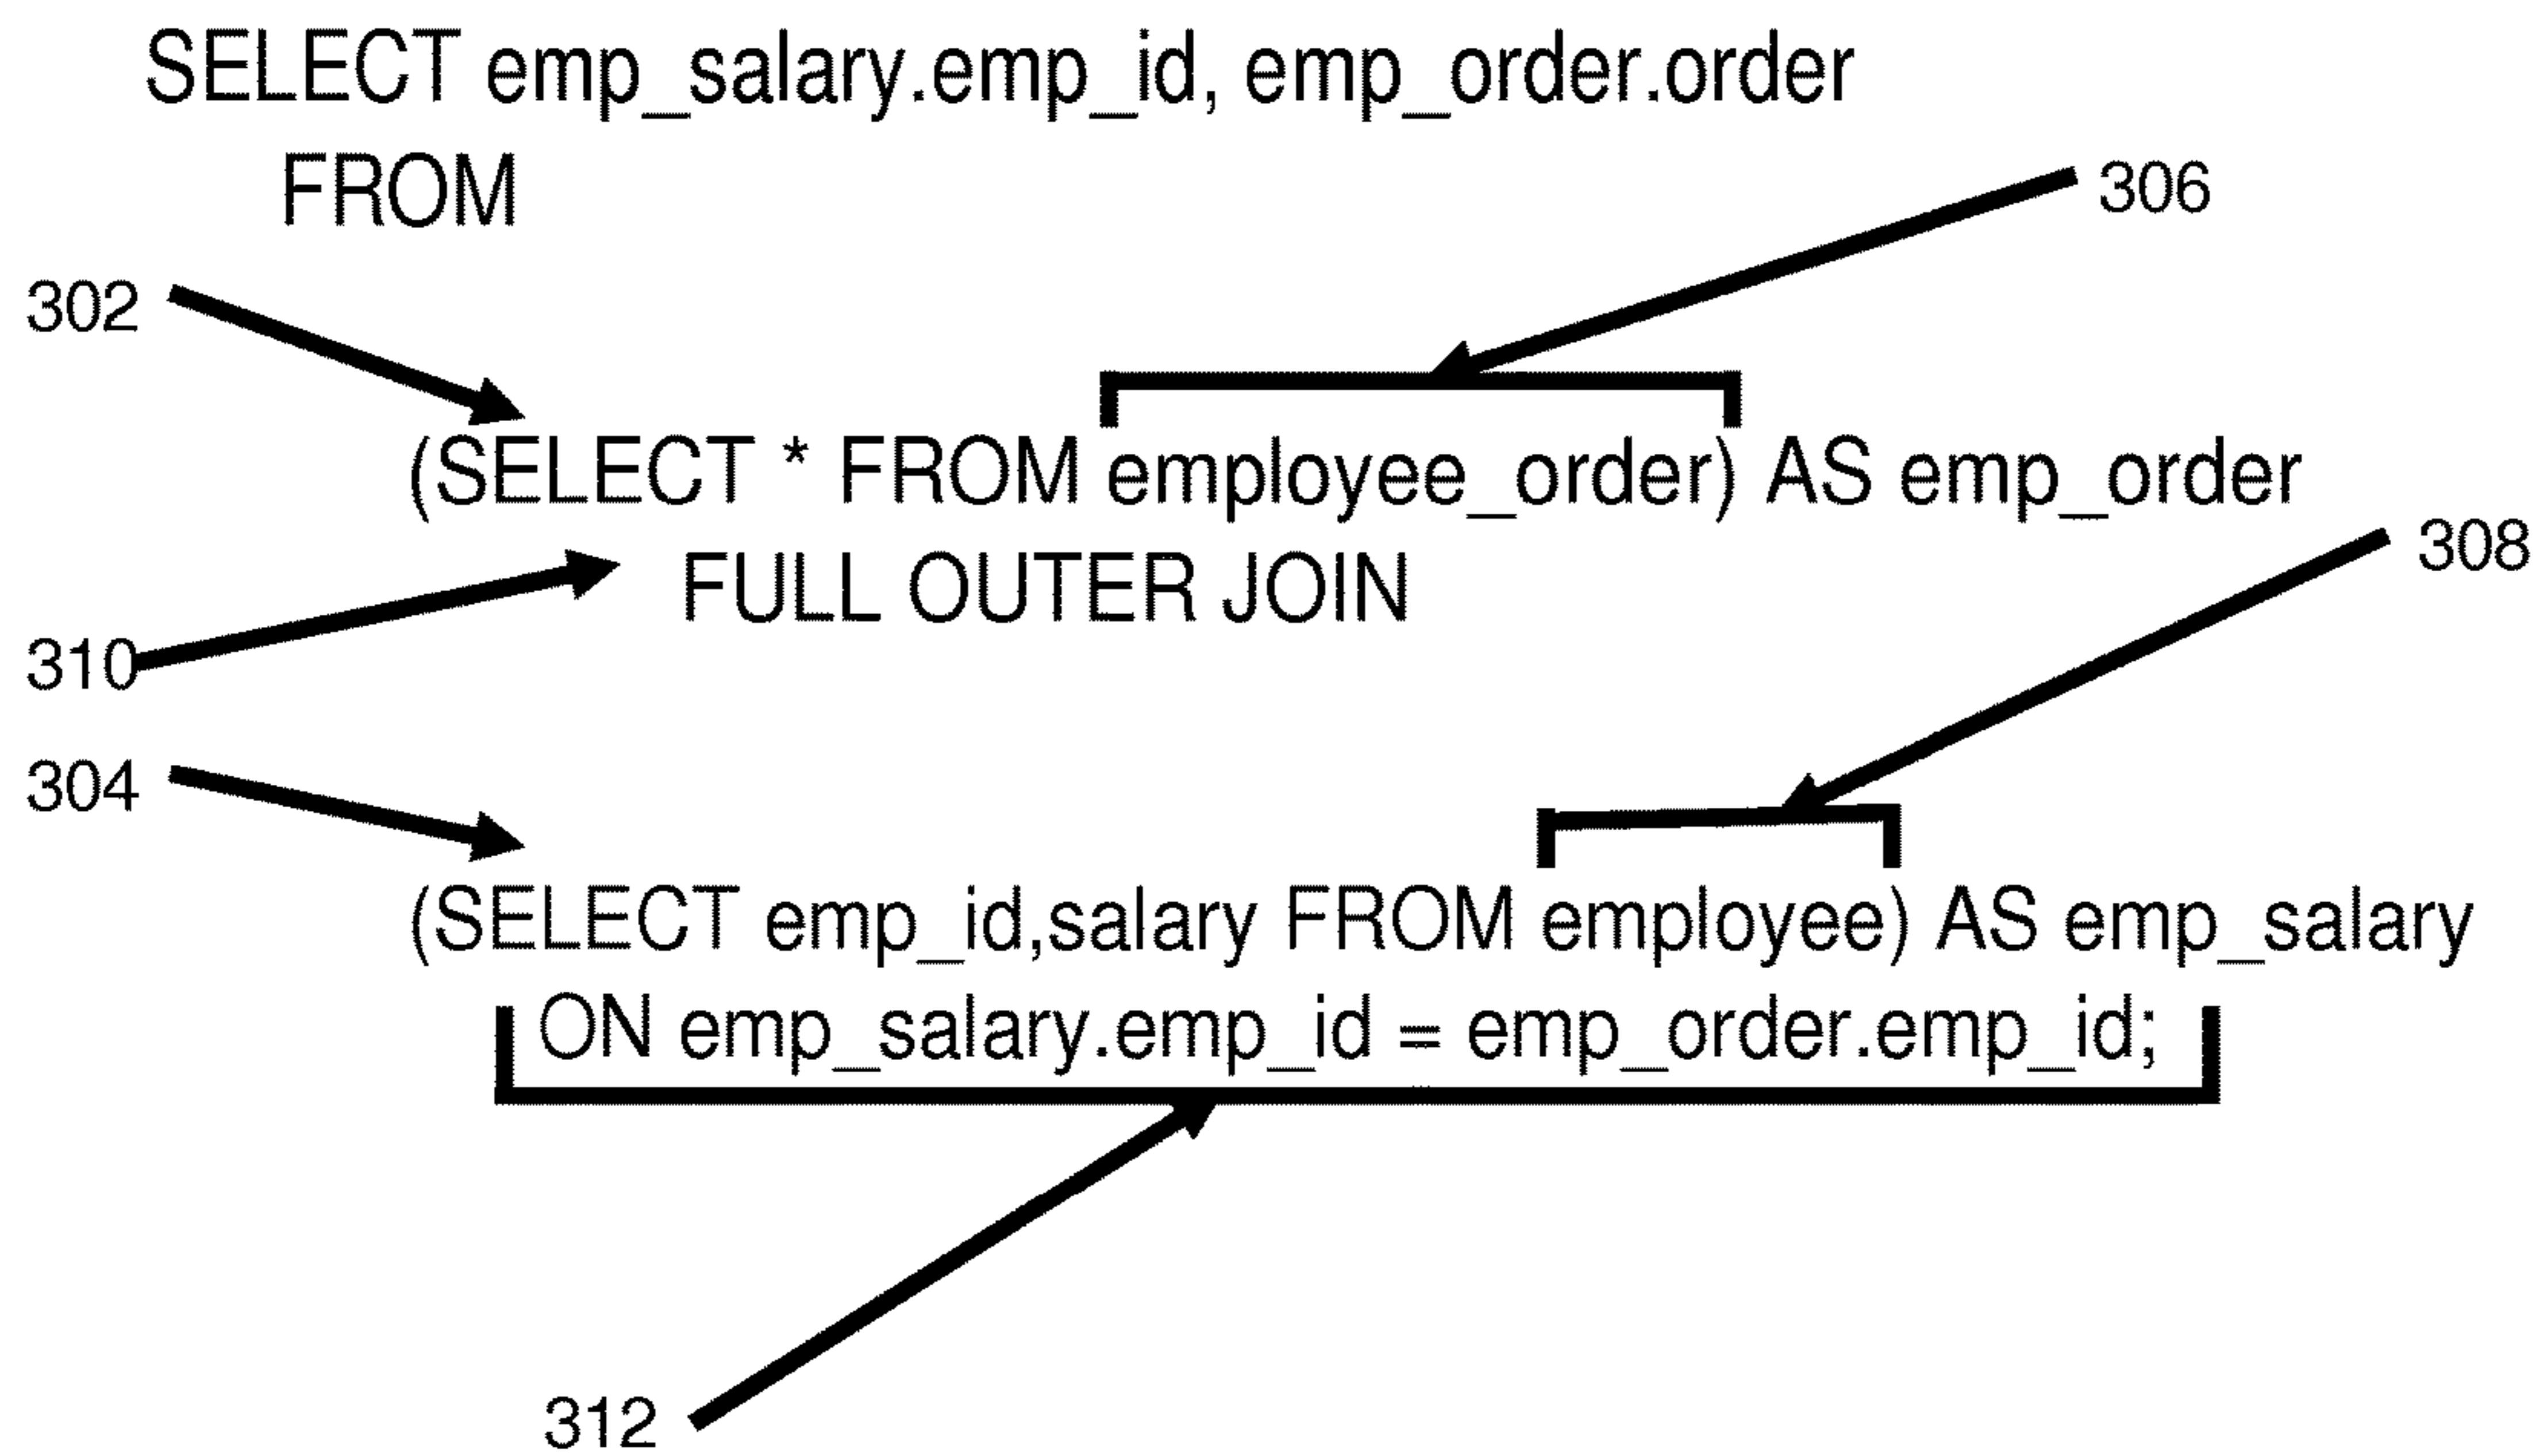 SELECT emp_salary.emp_id, emp_order.order
FROM
306
302
(SELECT * FROM employee_order) AS emp_order
308
FULL OUTER JOIN
310
304
(SELECT emp_id,salary FROM employee) AS emp_salary
ON emp_salary.emp_id = emp_order.emp_id;
312